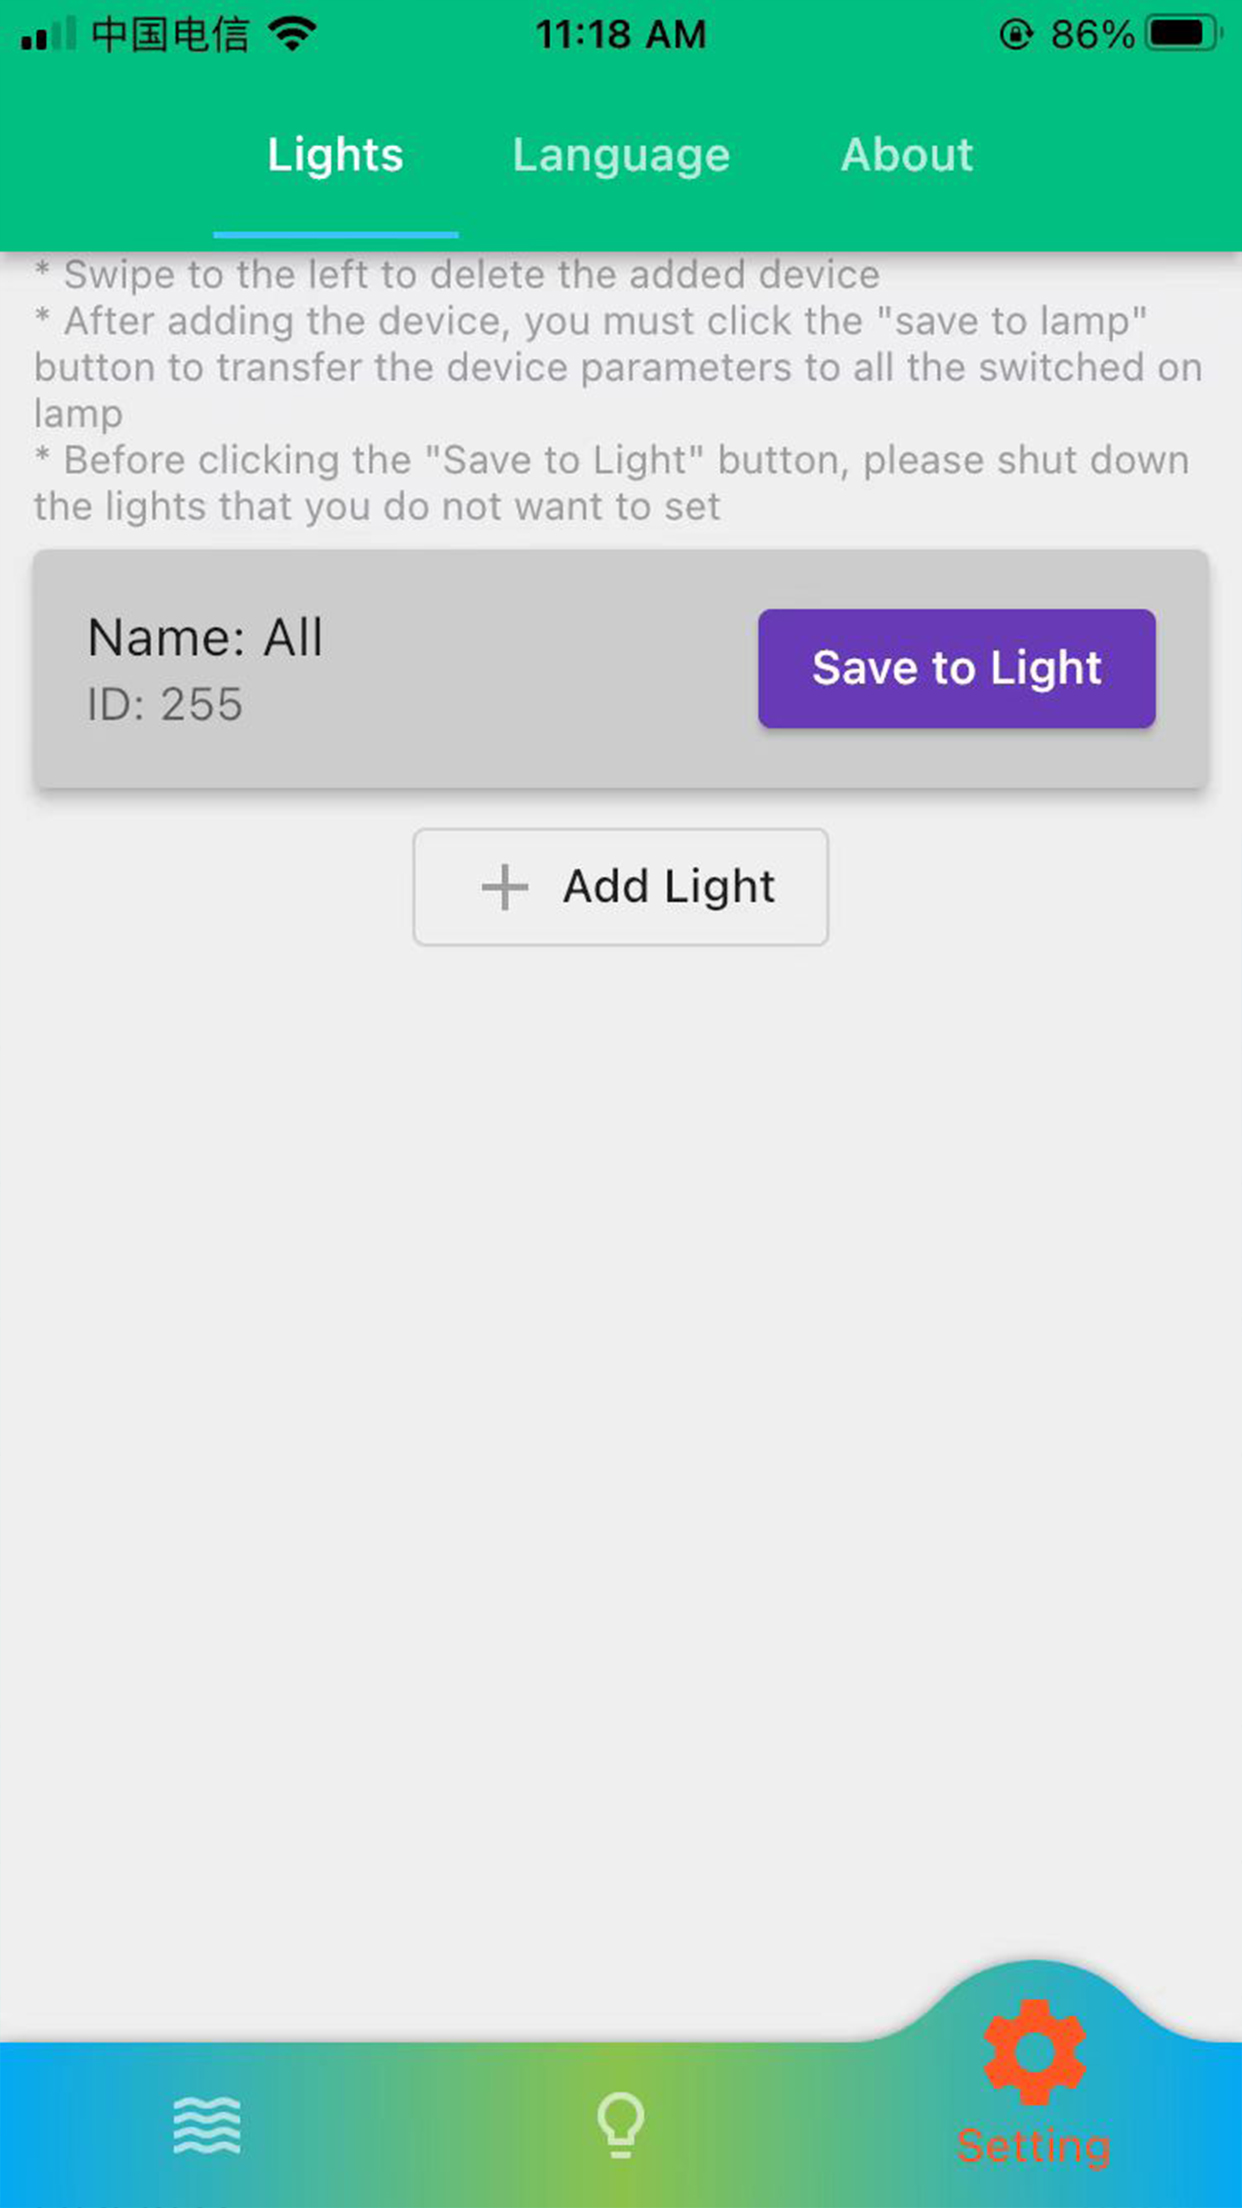 中国电信 11:18 AM 86%
Lights Language About
* Swipe to the left to delete the added device
* After adding the device, you must click the "save to lamp"
button to transfer the device parameters to all the switched on
lamp
* Before clicking the "Save to Light" button, please shut down
the lights that you do not want to set
Name: All
ID: 255
Save to Light
Add Light
Setting